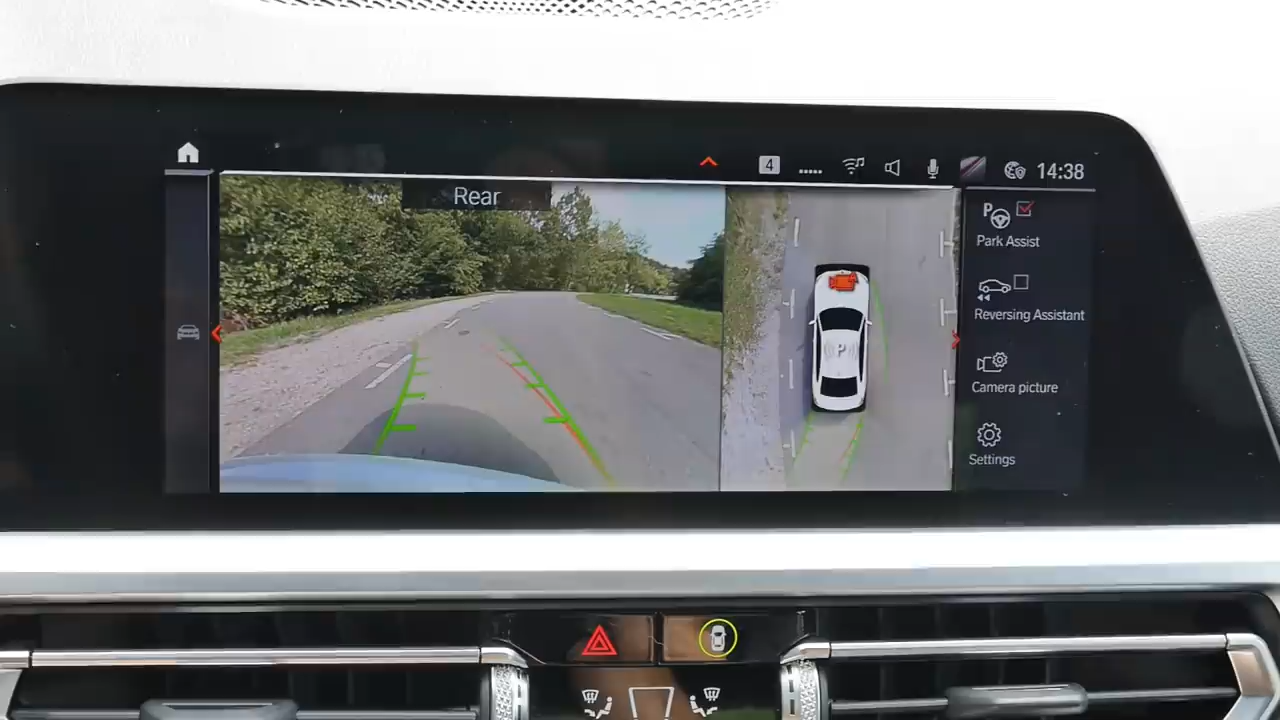 Rear
4
14:38
P
Park Assist
Reversing Assistant
P
Camera picture
Settings